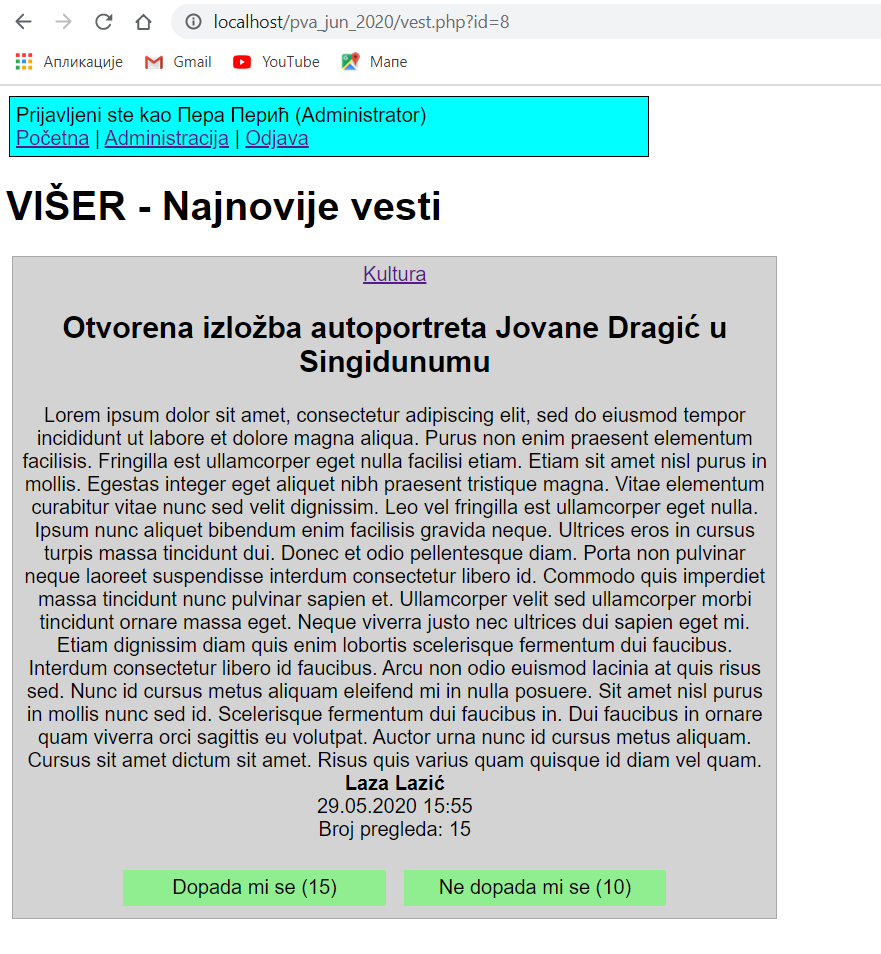 localhost/pva_jun_2020/vest.php?id=8
Апликације Gmail YouTube Мапе
Prijavljeni ste kao Пера Перић (Administrator)
Početna | Administracija | Odjava
VIŠER - Najnovije vesti
Kultura
Otvorena izložba autoportreta Jovane Dragić u
Singidunumu
Lorem ipsum dolor sit amet, consectetur adipiscing elit, sed do eiusmod tempor
incididunt ut labore et dolore magna aliqua. Purus non enim praesent elementum
facilisis. Fringilla est ullamcorper eget nulla facilisi etiam. Etiam sit amet nisl purus in
mollis. Egestas integer eget aliquet nibh praesent tristique magna. Vitae elementum
curabitur vitae nunc sed velit dignissim. Leo vel fringilla est ullamcorper eget nulla.
Ipsum nunc aliquet bibendum enim facilisis gravida neque. Ultrices eros in cursus
turpis massa tincidunt dui. Donec et odio pellentesque diam. Porta non pulvinar
neque laoreet suspendisse interdum consectetur libero id. Commodo quis imperdiet
massa tincidunt nunc pulvinar sapien et. Ullamcorper velit sed ullamcorper morbi
tincidunt ornare massa eget. Neque viverra justo nec ultrices dui sapien eget mi.
Etiam dignissim diam quis enim lobortis scelerisque fermentum dui faucibus.
Interdum consectetur libero id faucibus. Arcu non odio euismod lacinia at quis risus
sed. Nunc id cursus metus aliquam eleifend mi in nulla posuere. Sit amet nisl purus
in mollis nunc sed id. Scelerisque fermentum dui faucibus in. Dui faucibus in ornare
quam viverra orci sagittis eu volutpat. Auctor urna nunc id cursus metus aliquam.
Cursus sit amet dictum sit amet. Risus quis varius quam quisque id diam vel quam.
Laza Lazić
29.05.2020 15:55
Broj pregleda: 15
Dopada mi se (15) Ne dopada mi se (10)